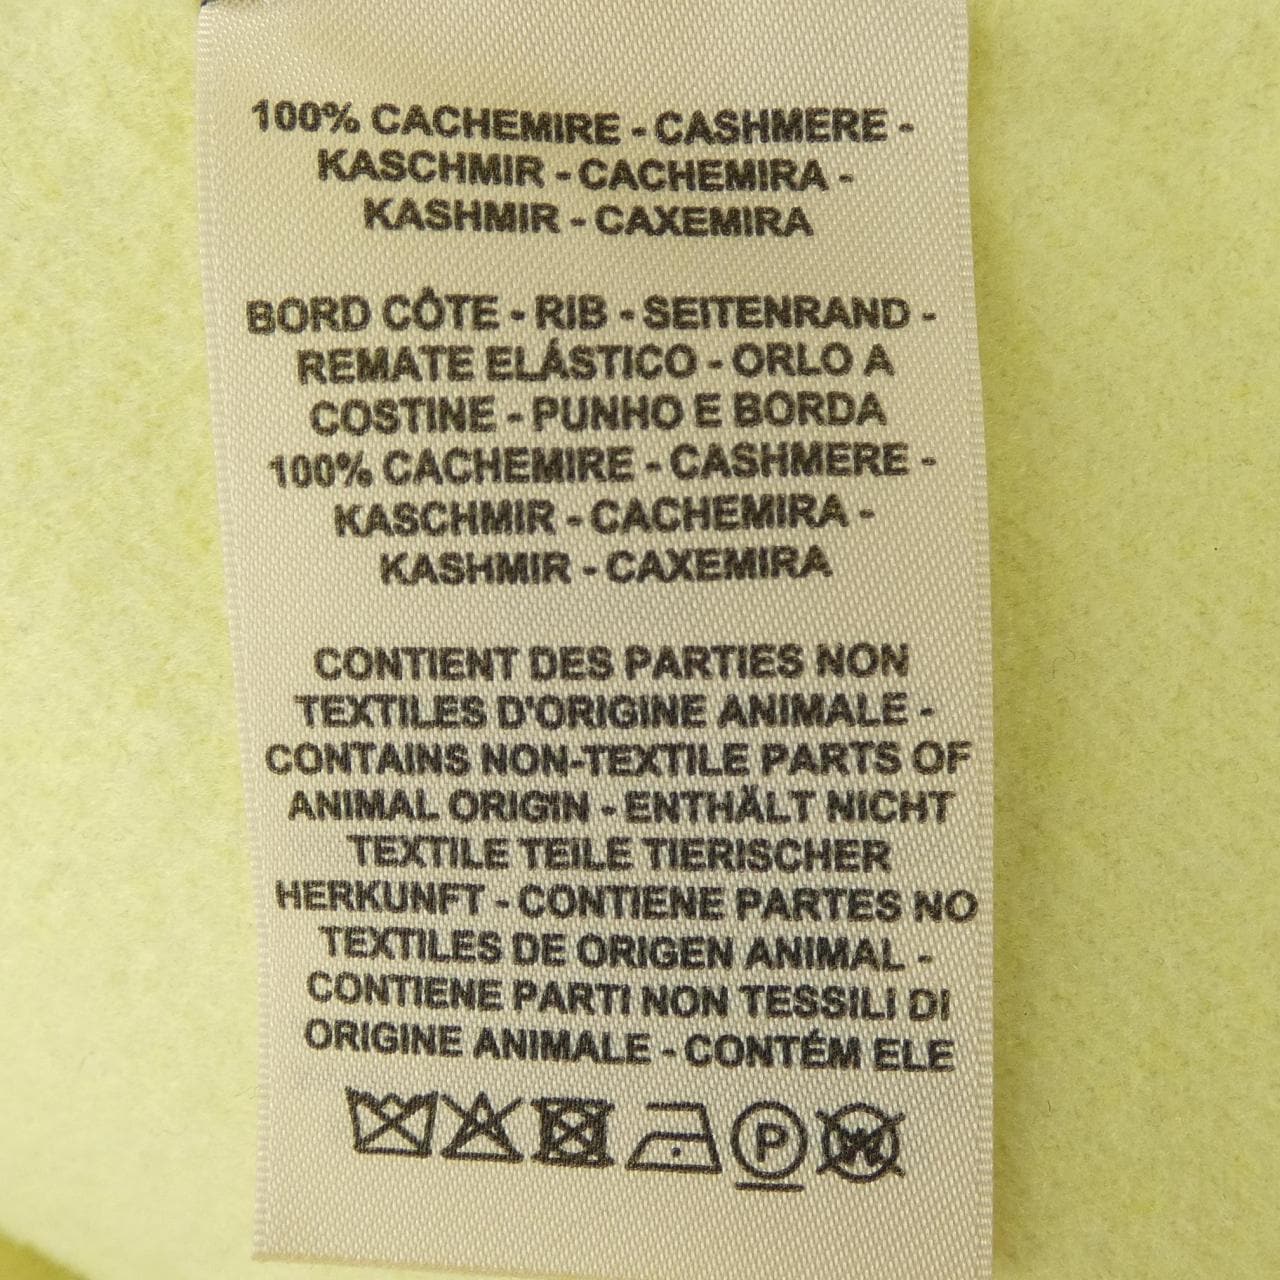 100% CACHEMIRE - CASHMERE -
KASCHMIR - CACHEMIRA -
KASHMIR - CAXEMIRA
BORD CÔTE - RIB - SEITENRAND -
REMATE ELÁSTICO - ORLO A
COSTINE - PUNHO E BORDA
100% CACHEMIRE - CASHMERE -
KASCHMIR - CACHEMIRA -
KASHMIR - CAXEMIRA
CONTIENT DES PARTIES NON
TEXTILES D'ORIGINE ANIMALE -
CONTAINS NON-TEXTILE PARTS OF
ANIMAL ORIGIN - ENTHÄLT NICHT
TEXTILE TEILE TIERISCHER
HERKUNFT - CONTIENE PARTES NO
TEXTILES DE ORIGEN ANIMAL -
CONTIENE PARTI NON TESSILI DI
ORIGINE ANIMALE - CONTÉM ELE
P W